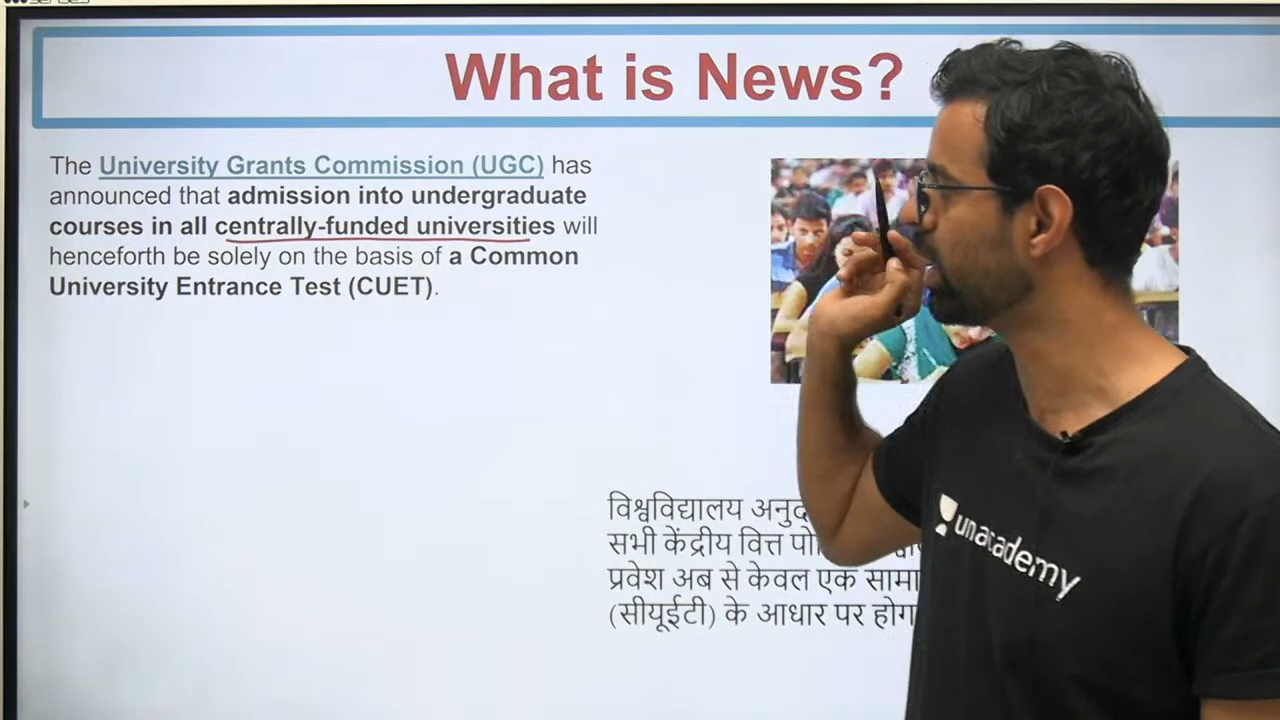 What is News?
The University Grants Commission (UGC) has
announced that admission into undergraduate
courses in all centrally-funded universities will
henceforth be solely on the basis of a Common
University Entrance Test (CUET).
विश्वविद्यालय
सभी केंद्रीय वित्त
प्रवेश अब से केवल एक
(सीयूईटी) के आधार पर
unacademy